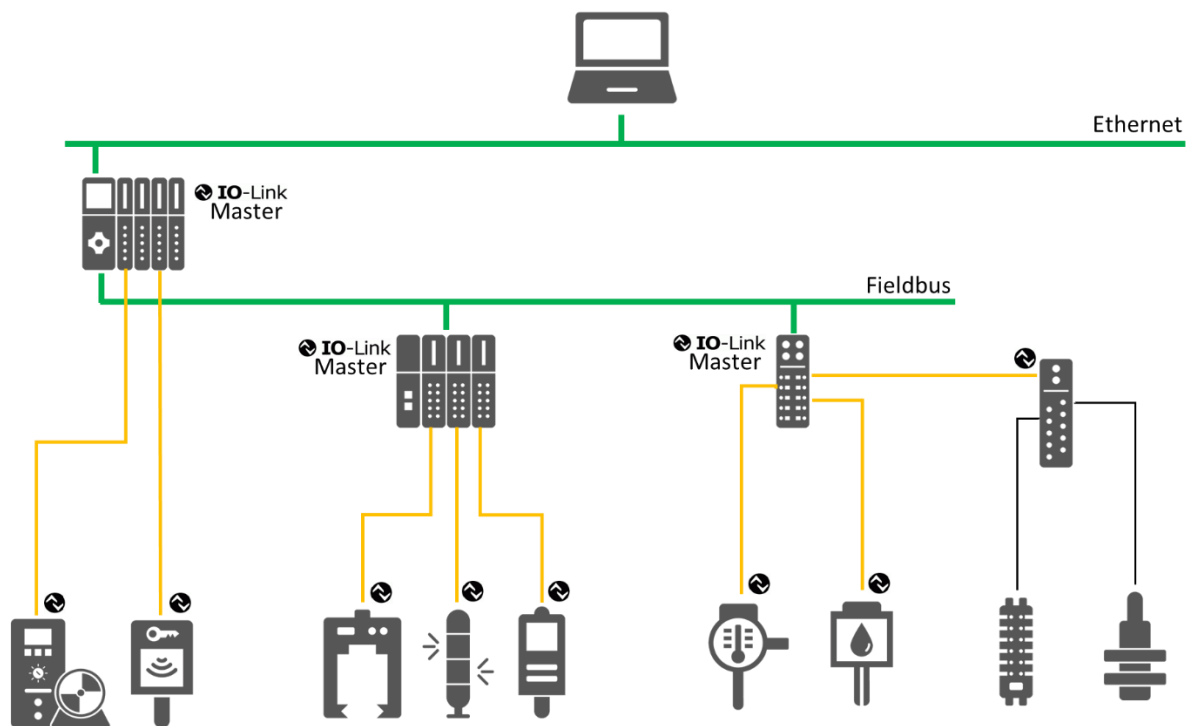 Ethernet
IO-Link
Master
Fieldbus
IO-Link
Master
IO-Link
Master